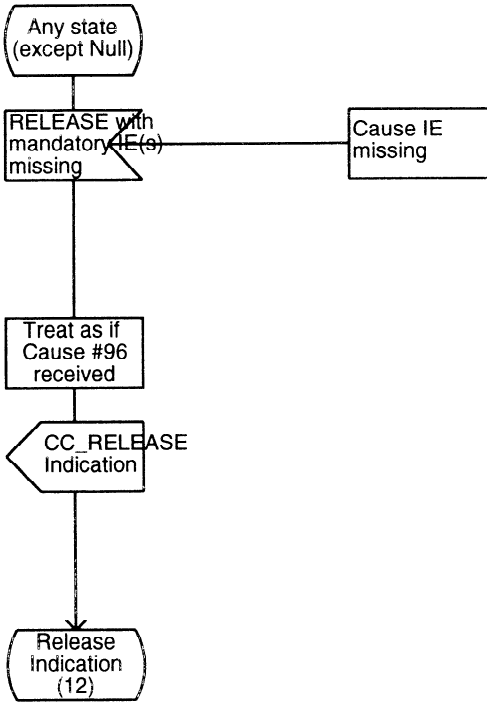 Any state
(except Null)
RELEASE with
mandatory IE(s)
missing
Cause IE
missing
Treat as if
Cause #96
received
CC_RELEASE
Indication
Release
Indication
(12)